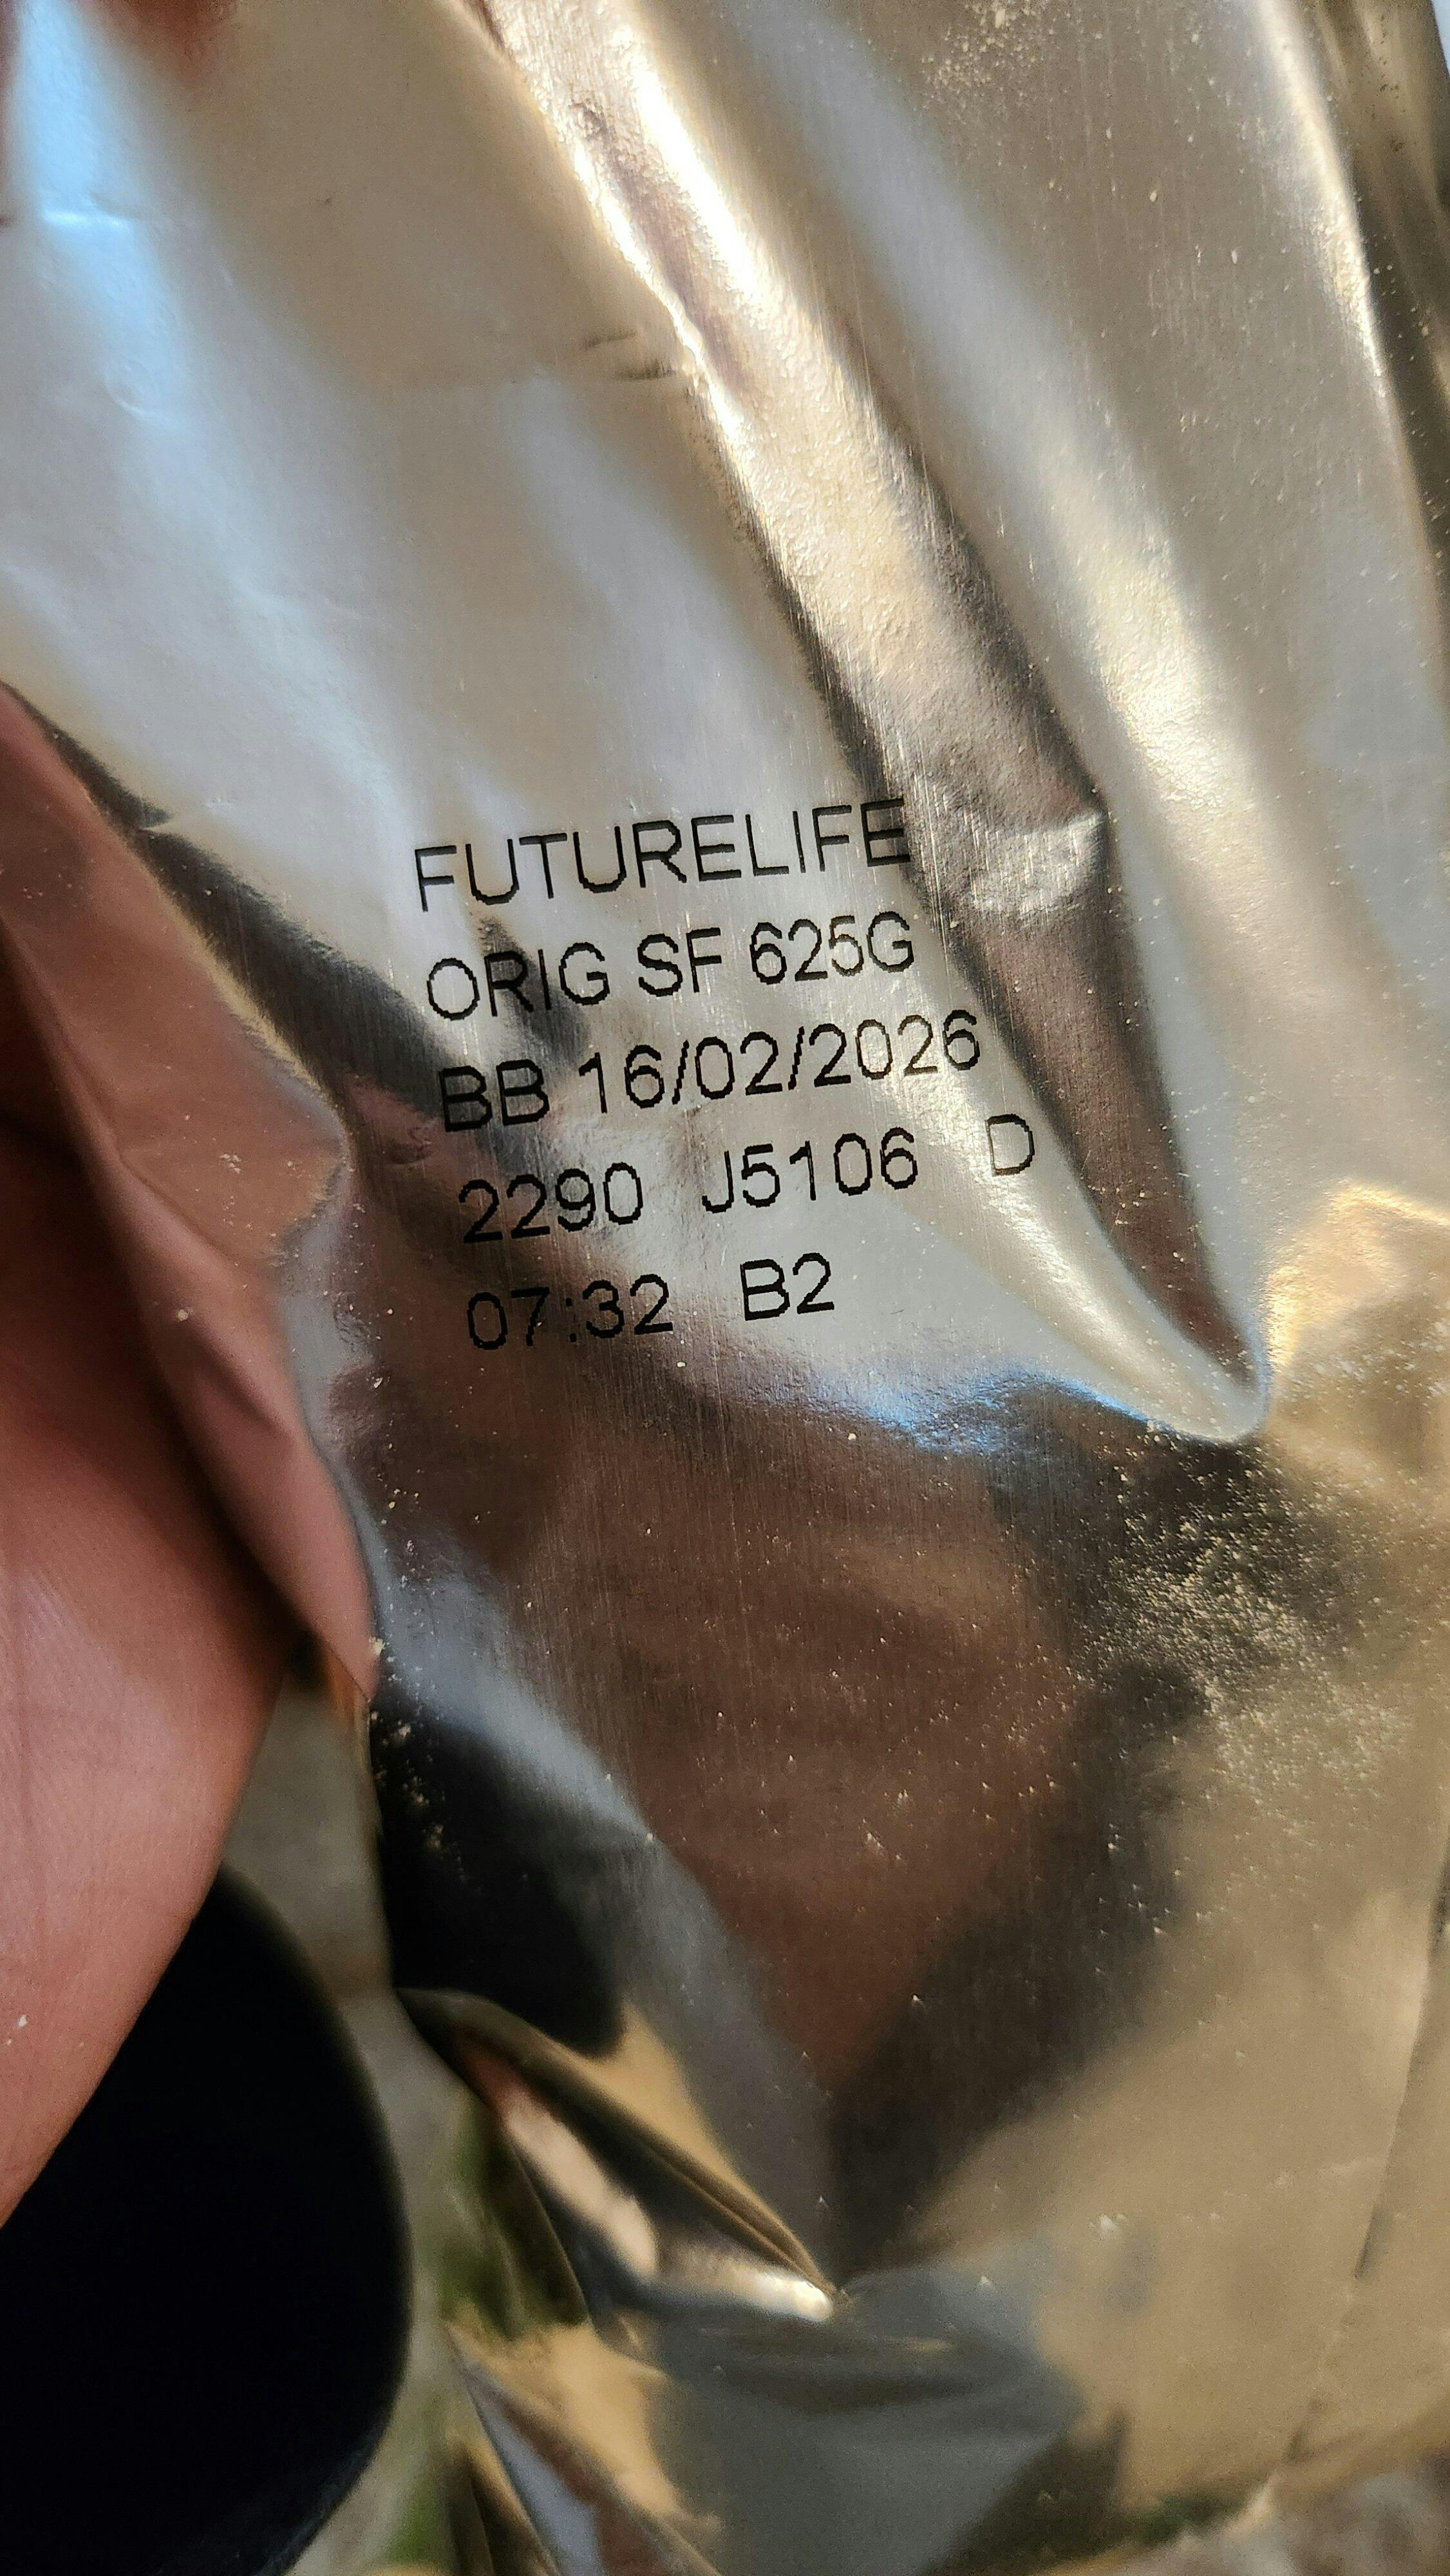 FUTURELIFE
ORIG SF 625G
BB 16/02/2026
2290 J5106 D
07:32 B2